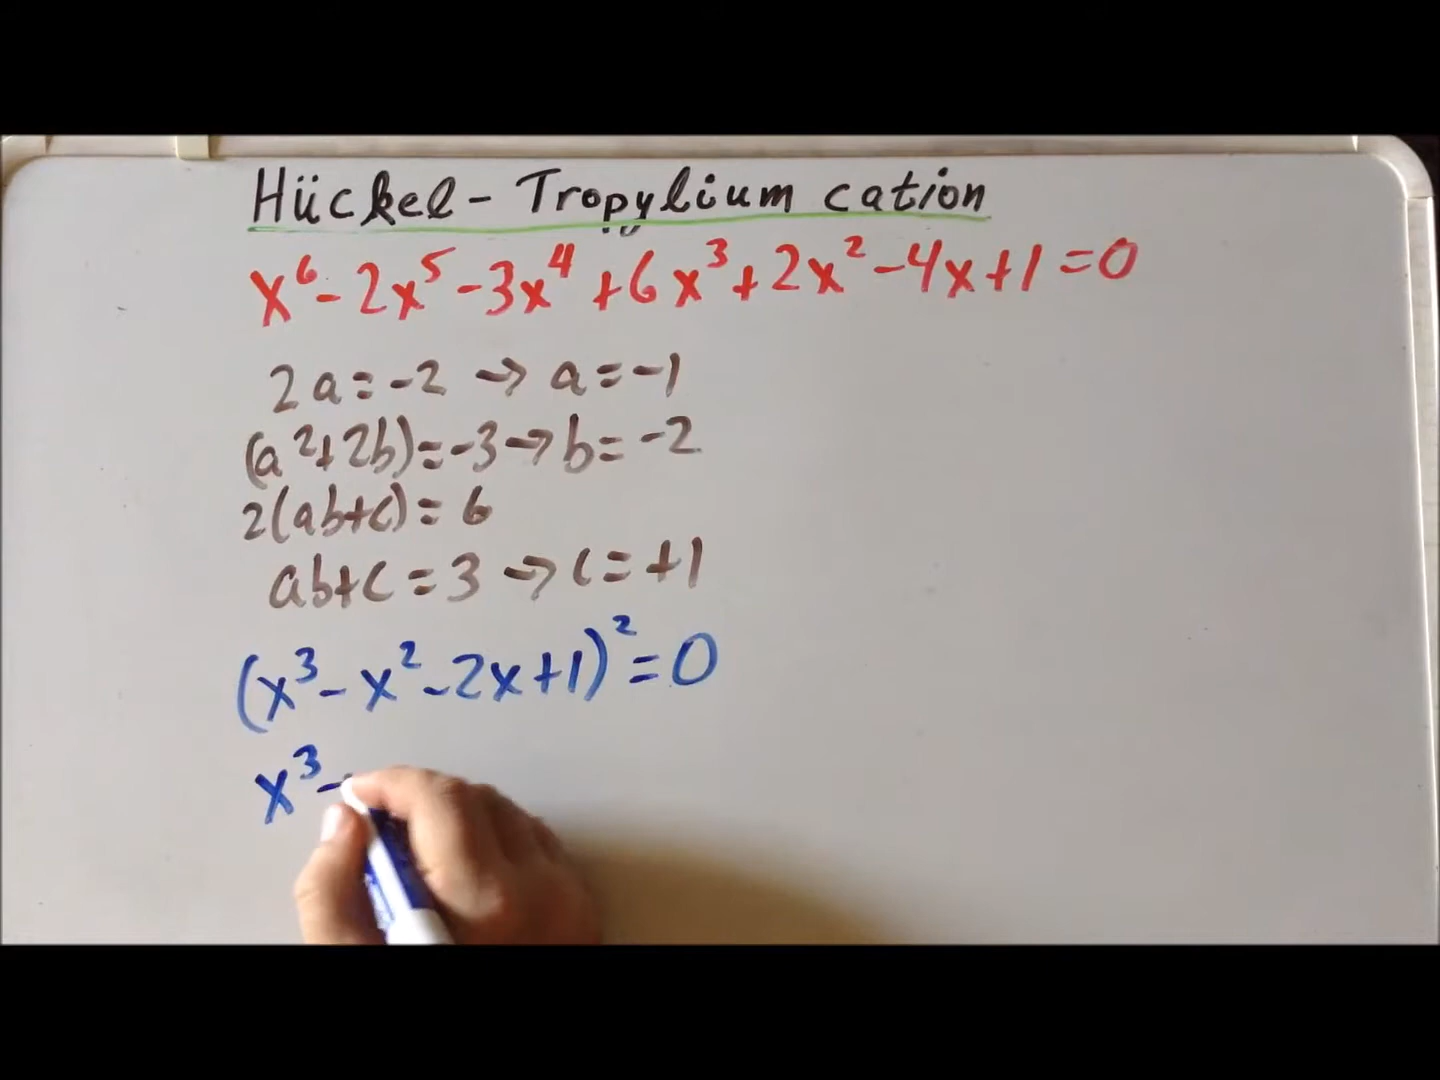 Hückel - Tropylium cation
x⁶ - 2x⁵ - 3x⁴ + 6x³ + 2x² - 4x + 1 = 0
2a = -2 → a = -1
(a² + 2b) = -3 → b = -2
2(ab + c) = 6
ab + c = 3 → c = +1
(x³ - x² - 2x + 1)² = 0
x³ -